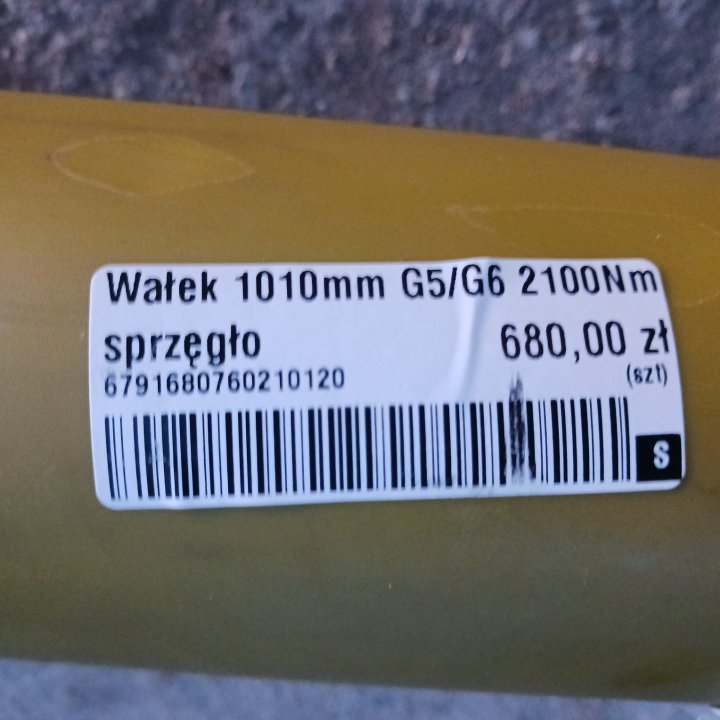 Wałek 1010mm G5/G6 2100Nm
sprzęgło 680,00 zł
6791680760210120 (szt)
S